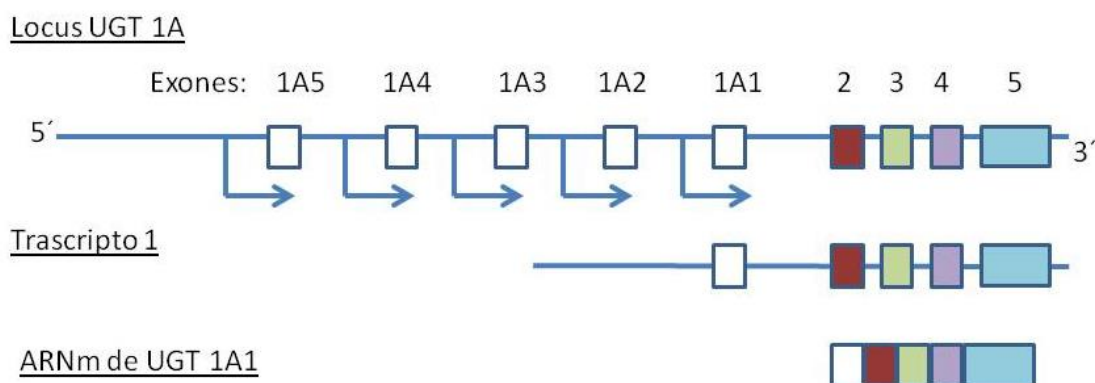 Locus UGT 1A
Exones: 1A5 1A4 1A3 1A2 1A1 2 3 4 5
5´ 3´
Trascripto 1
ARNm de UGT 1A1